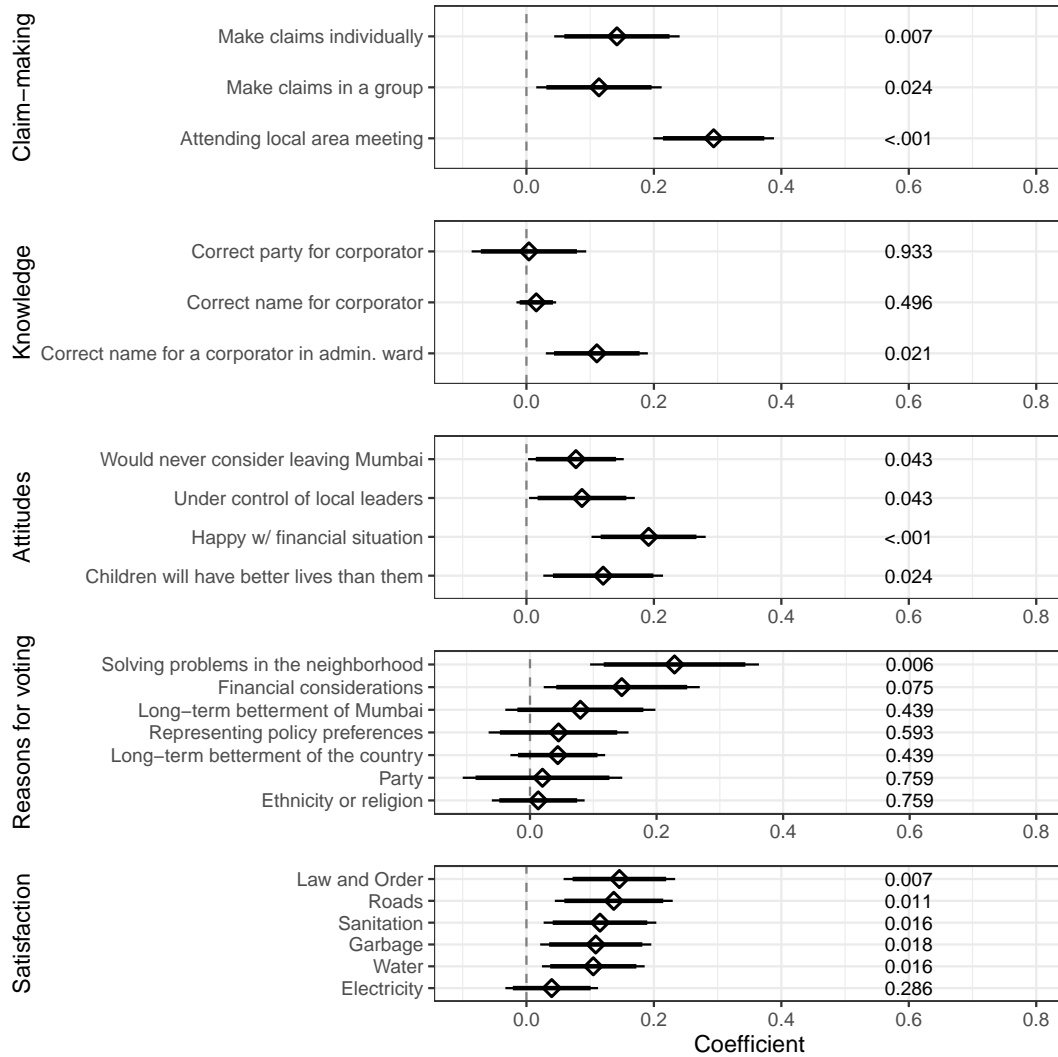 Claim−making
Make claims individually 0.007
Make claims in a group 0.024
Attending local area meeting <.001
0.0 0.2 0.4 0.6 0.8
Knowledge
Correct party for corporator 0.933
Correct name for corporator 0.496
Correct name for a corporator in admin. ward 0.021
0.0 0.2 0.4 0.6 0.8
Attitudes
Would never consider leaving Mumbai 0.043
Under control of local leaders 0.043
Happy w/ financial situation <.001
Children will have better lives than them 0.024
0.0 0.2 0.4 0.6 0.8
Reasons for voting
Solving problems in the neighborhood 0.006
Financial considerations 0.075
Long−term betterment of Mumbai 0.439
Representing policy preferences 0.593
Long−term betterment of the country 0.439
Party 0.759
Ethnicity or religion 0.759
0.0 0.2 0.4 0.6 0.8
Satisfaction
Law and Order 0.007
Roads 0.011
Sanitation 0.016
Garbage 0.018
Water 0.016
Electricity 0.286
0.0 0.2 0.4 0.6 0.8
Coefficient